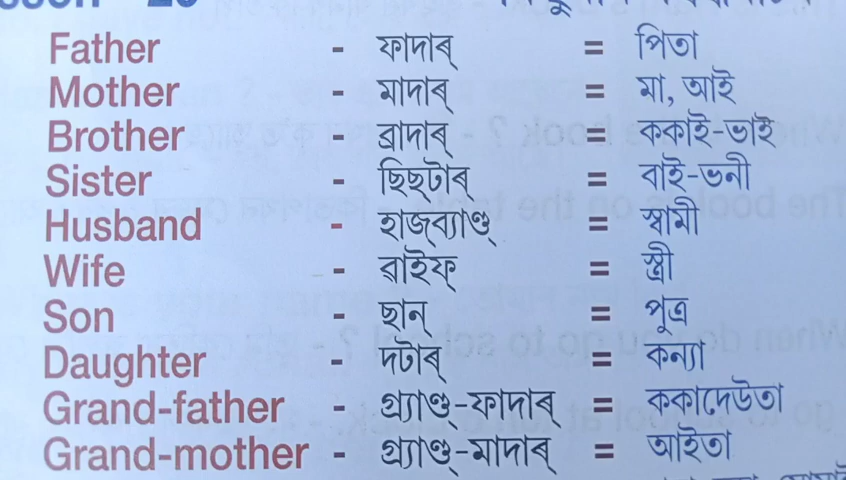 Father - ফাদাৰ্ = পিতা
Mother - মাদাৰ্ = মা, আই
Brother - ব্ৰাদাৰ্ = ককাই-ভাই
Sister - ছিছটাৰ্ = বাই-ভনী
Husband - হাজ্‌ব্যাণ্ড্ = স্বামী
Wife - ৱাইফ্ = স্ত্ৰী
Son - ছান্ = পুত্ৰ
Daughter - দটাৰ্ = কন্যা
Grand-father - গ্ৰ্যাণ্ড্-ফাদাৰ্ = ককাদেউতা
Grand-mother - গ্ৰ্যাণ্ড্-মাদাৰ্ = আইতা